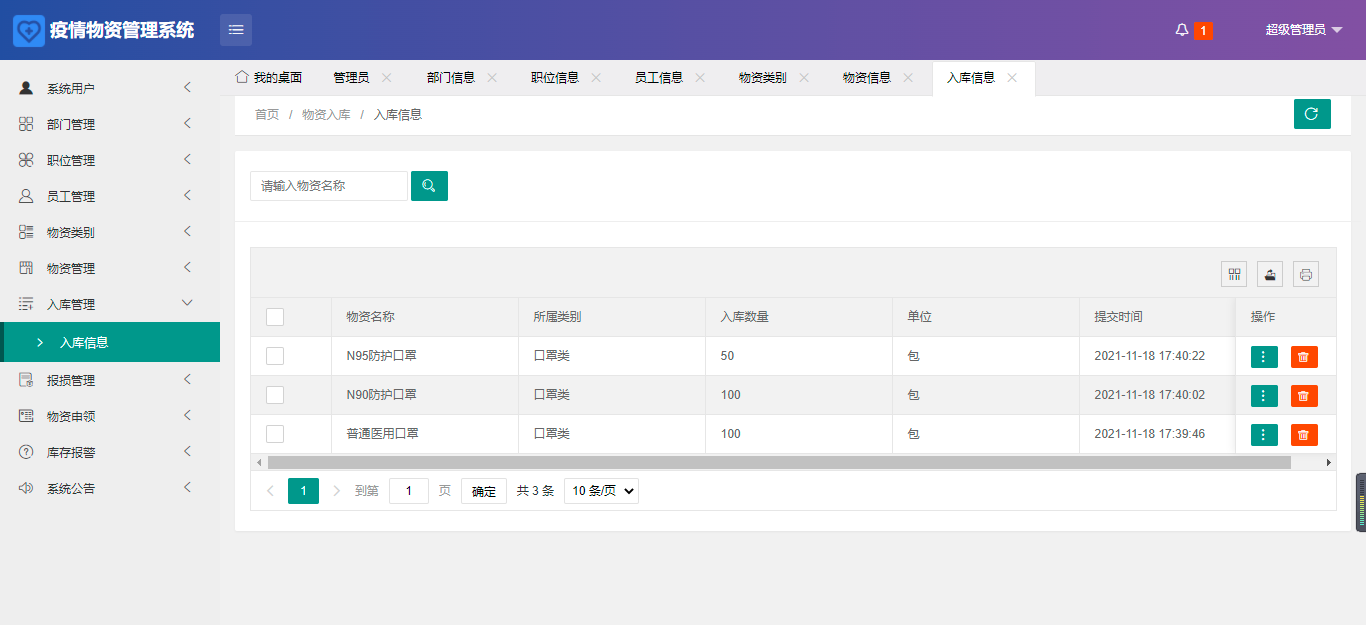 疫情物资管理系统
1
超级管理员
系统用户
部门管理
职位管理
员工管理
物资类别
物资管理
入库管理
入库信息
报损管理
物资申领
库存报警
系统公告
我的桌面 管理员 部门信息 职位信息 员工信息 物资类别 物资信息 入库信息
首页 / 物资入库 / 入库信息
请输入物资名称
物资名称 所属类别 入库数量 单位 提交时间 操作
N95防护口罩 口罩类 50 包 2021-11-18 17:40:22
N90防护口罩 口罩类 100 包 2021-11-18 17:40:02
普通医用口罩 口罩类 100 包 2021-11-18 17:39:46
1 到第 1 页 确定 共 3 条 10 条/页